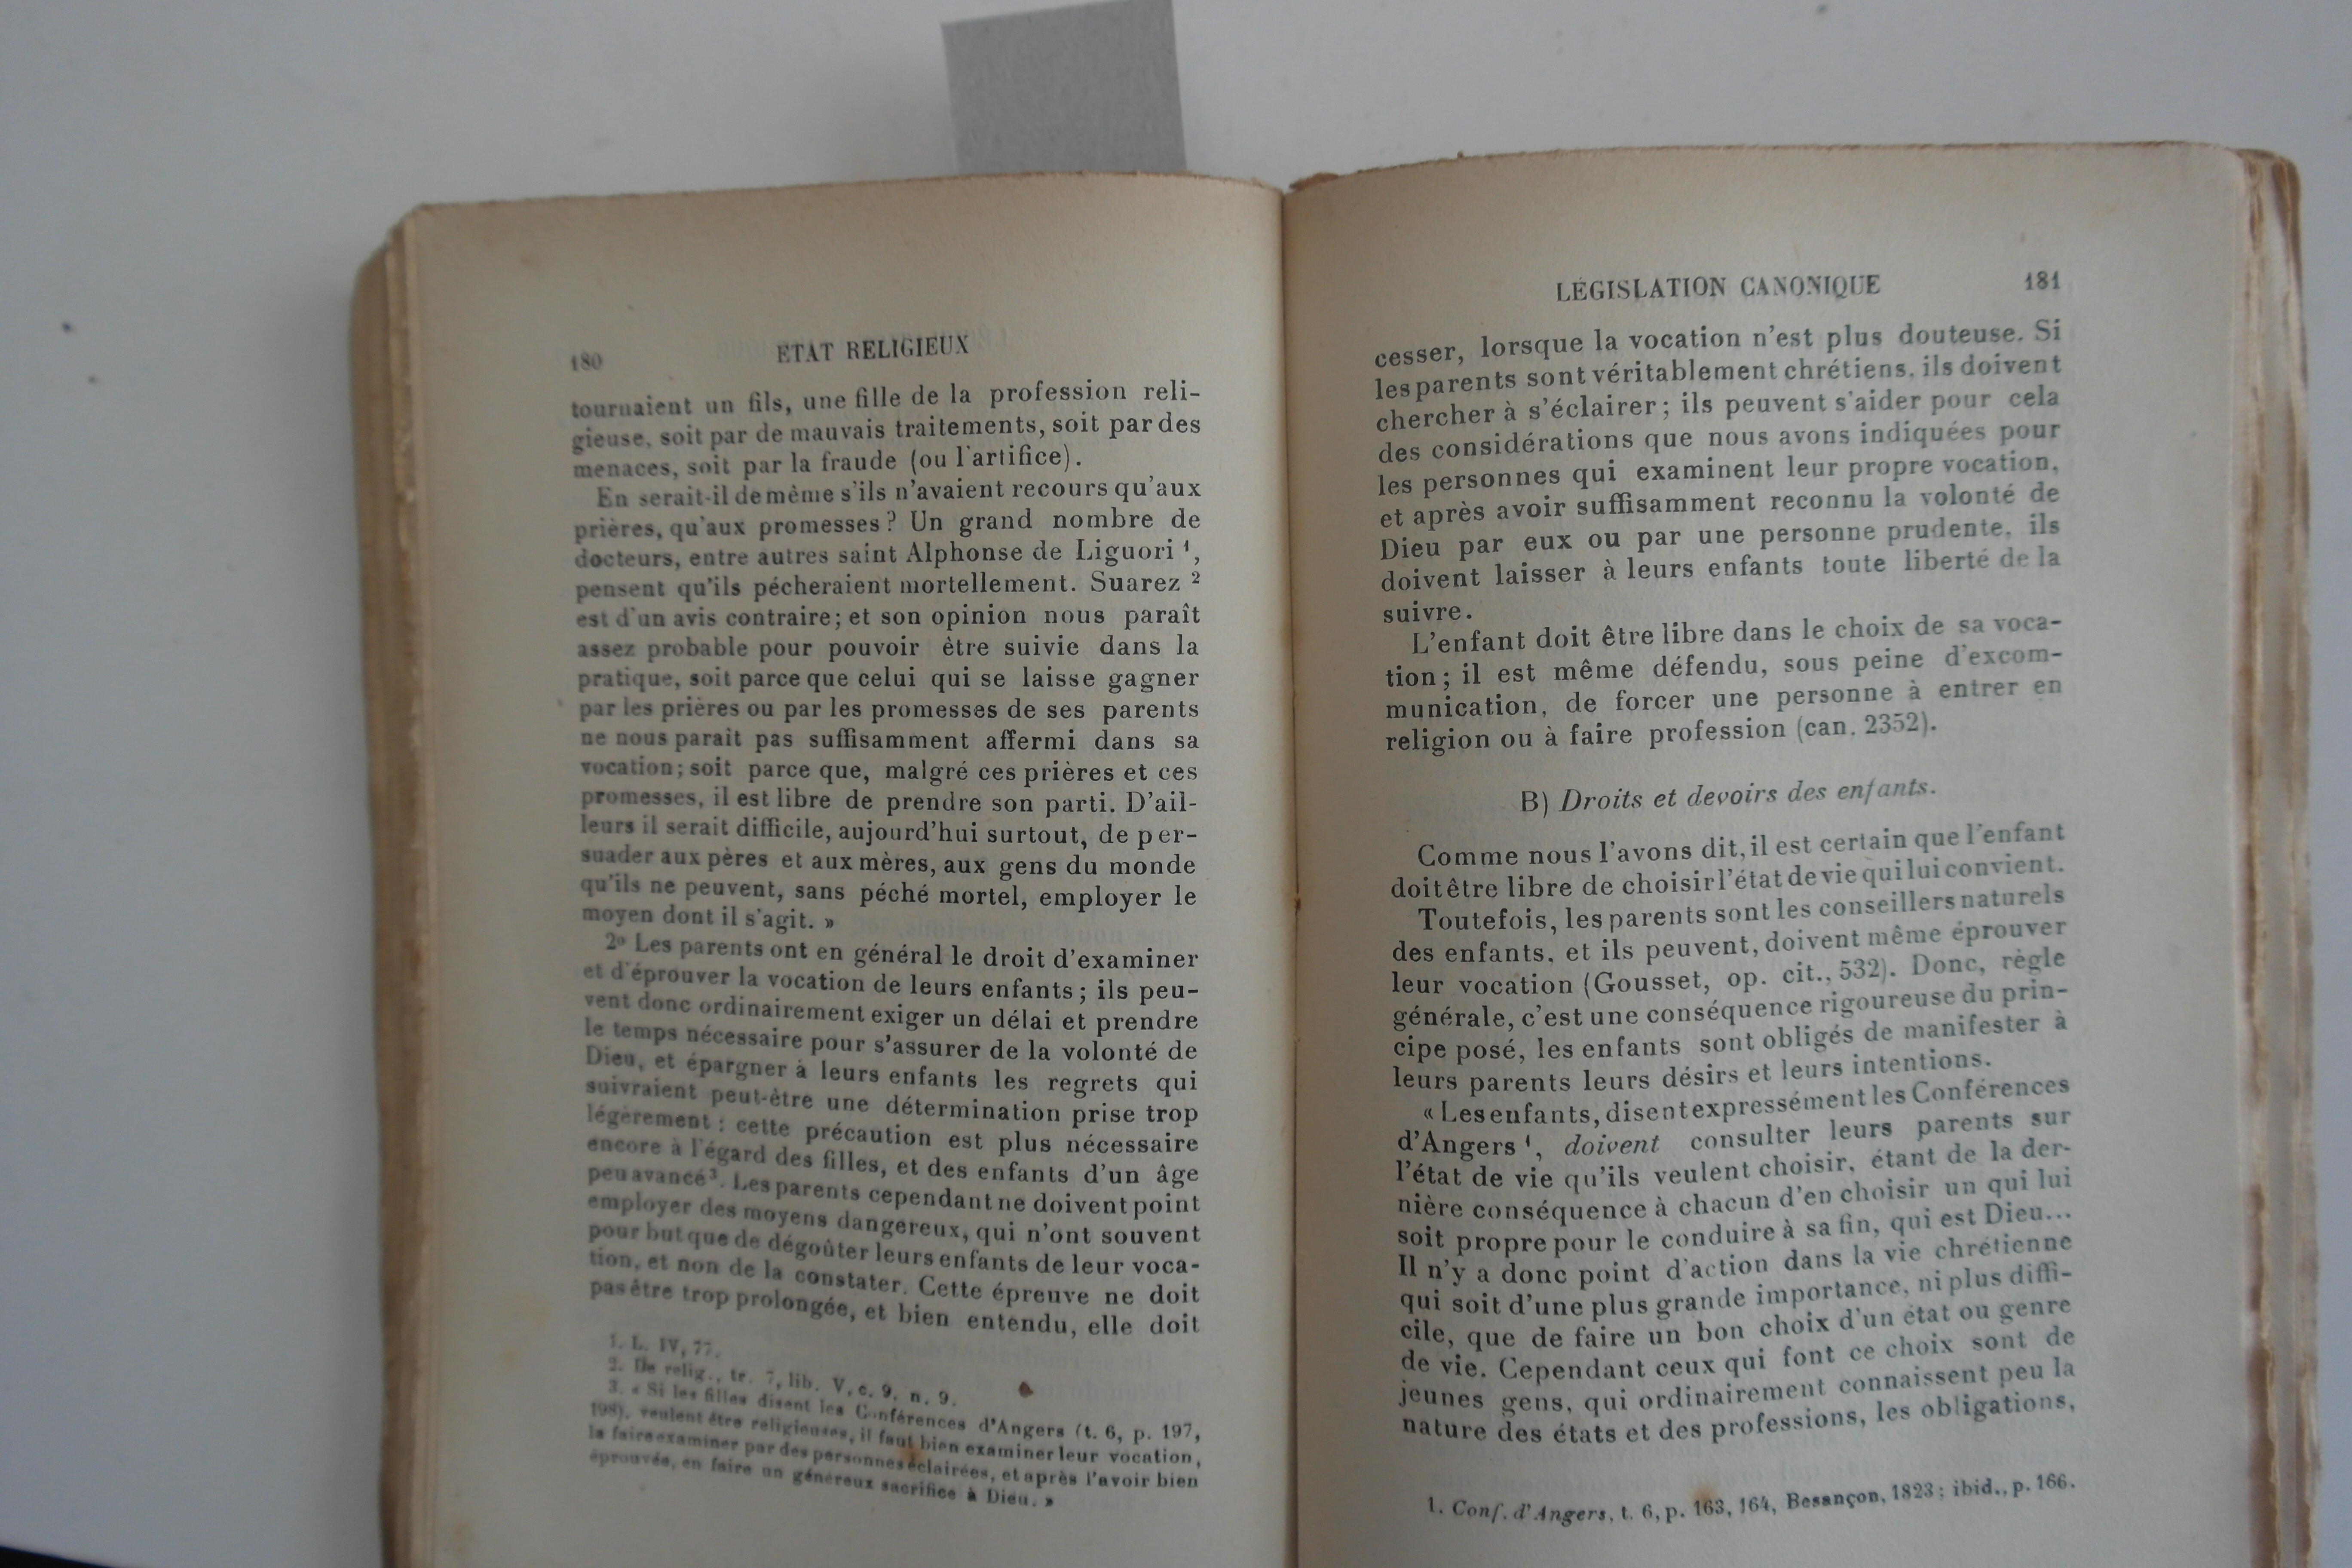 180
ETAT RELIGIEUX
tournaient un fils, une fille de la profession reli-
gieuse, soit par de mauvais traitements, soit par des
menaces, soit par la fraude (ou l'artifice).
En serait-il de même s'ils n'avaient recours qu'aux
prières, qu'aux promesses ? Un grand nombre de
docteurs, entre autres saint Alphonse de Liguori ¹,
pensent qu'ils pécheraient mortellement. Suarez ²
est d'un avis contraire; et son opinion nous paraît
assez probable pour pouvoir être suivie dans la
pratique, soit parce que celui qui se laisse gagner
par les prières ou par les promesses de ses parents
ne nous parait pas suffisamment affermi dans sa
vocation; soit parce que, malgré ces prières et ces
promesses, il est libre de prendre son parti. D'ail-
leurs il serait difficile, aujourd'hui surtout, de per-
suader aux pères et aux mères, aux gens du monde
qu'ils ne peuvent, sans péché mortel, employer le
moyen dont il s'agit. »
2º Les parents ont en général le droit d'examiner
et d'éprouver la vocation de leurs enfants; ils peu-
vent donc ordinairement exiger un délai et prendre
le temps nécessaire pour s'assurer de la volonté de
Dieu, et épargner à leurs enfants les regrets qui
suivraient peut-être une détermination prise trop
légèrement : cette précaution est plus nécessaire
encore à l'égard des filles, et des enfants d'un âge
peu avancé³. Les parents cependant ne doivent point
employer des moyens dangereux, qui n'ont souvent
pour but que de dégoûter leurs enfants de leur voca-
tion, et non de la constater. Cette épreuve ne doit
pas être trop prolongée, et bien entendu, elle doit
1. L. IV, 77.
2. De relig., tr. 7, lib. V, c. 9, n. 9.
3. « Si les filles disent les Conférences d'Angers (t. 6, p. 197,
198), veulent être religieuses, il faut bien examiner leur vocation,
la faire examiner par des personnes éclairées, et après l'avoir bien
éprouvée, en faire un généreux sacrifice à Dieu. »
LÉGISLATION CANONIQUE
181
cesser, lorsque la vocation n'est plus douteuse. Si
les parents sont véritablement chrétiens, ils doivent
chercher à s'éclairer; ils peuvent s'aider pour cela
des considérations que nous avons indiquées pour
les personnes qui examinent leur propre vocation,
et après avoir suffisamment reconnu la volonté de
Dieu par eux ou par une personne prudente, ils
doivent laisser à leurs enfants toute liberté de la
suivre.
L'enfant doit être libre dans le choix de sa voca-
tion; il est même défendu, sous peine d'excom-
munication, de forcer une personne à entrer en
religion ou à faire profession (can. 2352).
B) Droits et devoirs des enfants.
Comme nous l'avons dit, il est certain que l'enfant
doit être libre de choisir l'état de vie qui lui convient.
Toutefois, les parents sont les conseillers naturels
des enfants, et ils peuvent, doivent même éprouver
leur vocation (Gousset, op. cit., 532). Donc, règle
générale, c'est une conséquence rigoureuse du prin-
cipe posé, les enfants sont obligés de manifester à
leurs parents leurs désirs et leurs intentions.
« Les enfants, disent expressément les Conférences
d'Angers ¹, doivent consulter leurs parents sur
l'état de vie qu'ils veulent choisir, étant de la der-
nière conséquence à chacun d'en choisir un qui lui
soit propre pour le conduire à sa fin, qui est Dieu...
Il n'y a donc point d'action dans la vie chrétienne
qui soit d'une plus grande importance, ni plus diffi-
cile, que de faire un bon choix d'un état ou genre
de vie. Cependant ceux qui font ce choix sont de
jeunes gens, qui ordinairement connaissent peu la
nature des états et des professions, les obligations,
1. Conf. d'Angers, t. 6, p. 163, 164, Besançon, 1823; ibid., p. 166.